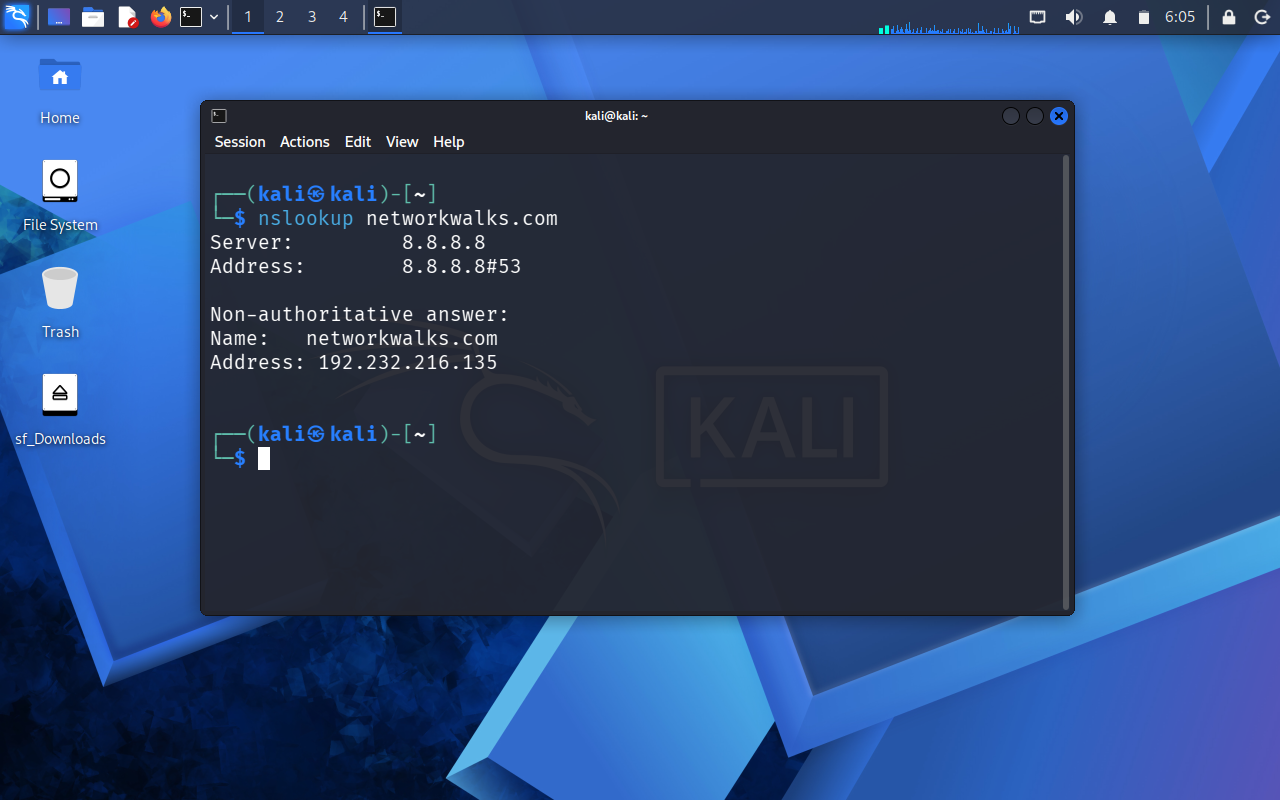 1 2 3 4
6:05
Home
File System
Trash
sf_Downloads
kali@kali: ~
Session Actions Edit View Help
┌──(kali㉿kali)-[~]
└─$ nslookup networkwalks.com
Server:		8.8.8.8
Address:	8.8.8.8#53
Non-authoritative answer:
Name:	networkwalks.com
Address: 192.232.216.135
┌──(kali㉿kali)-[~]
└─$
KALI